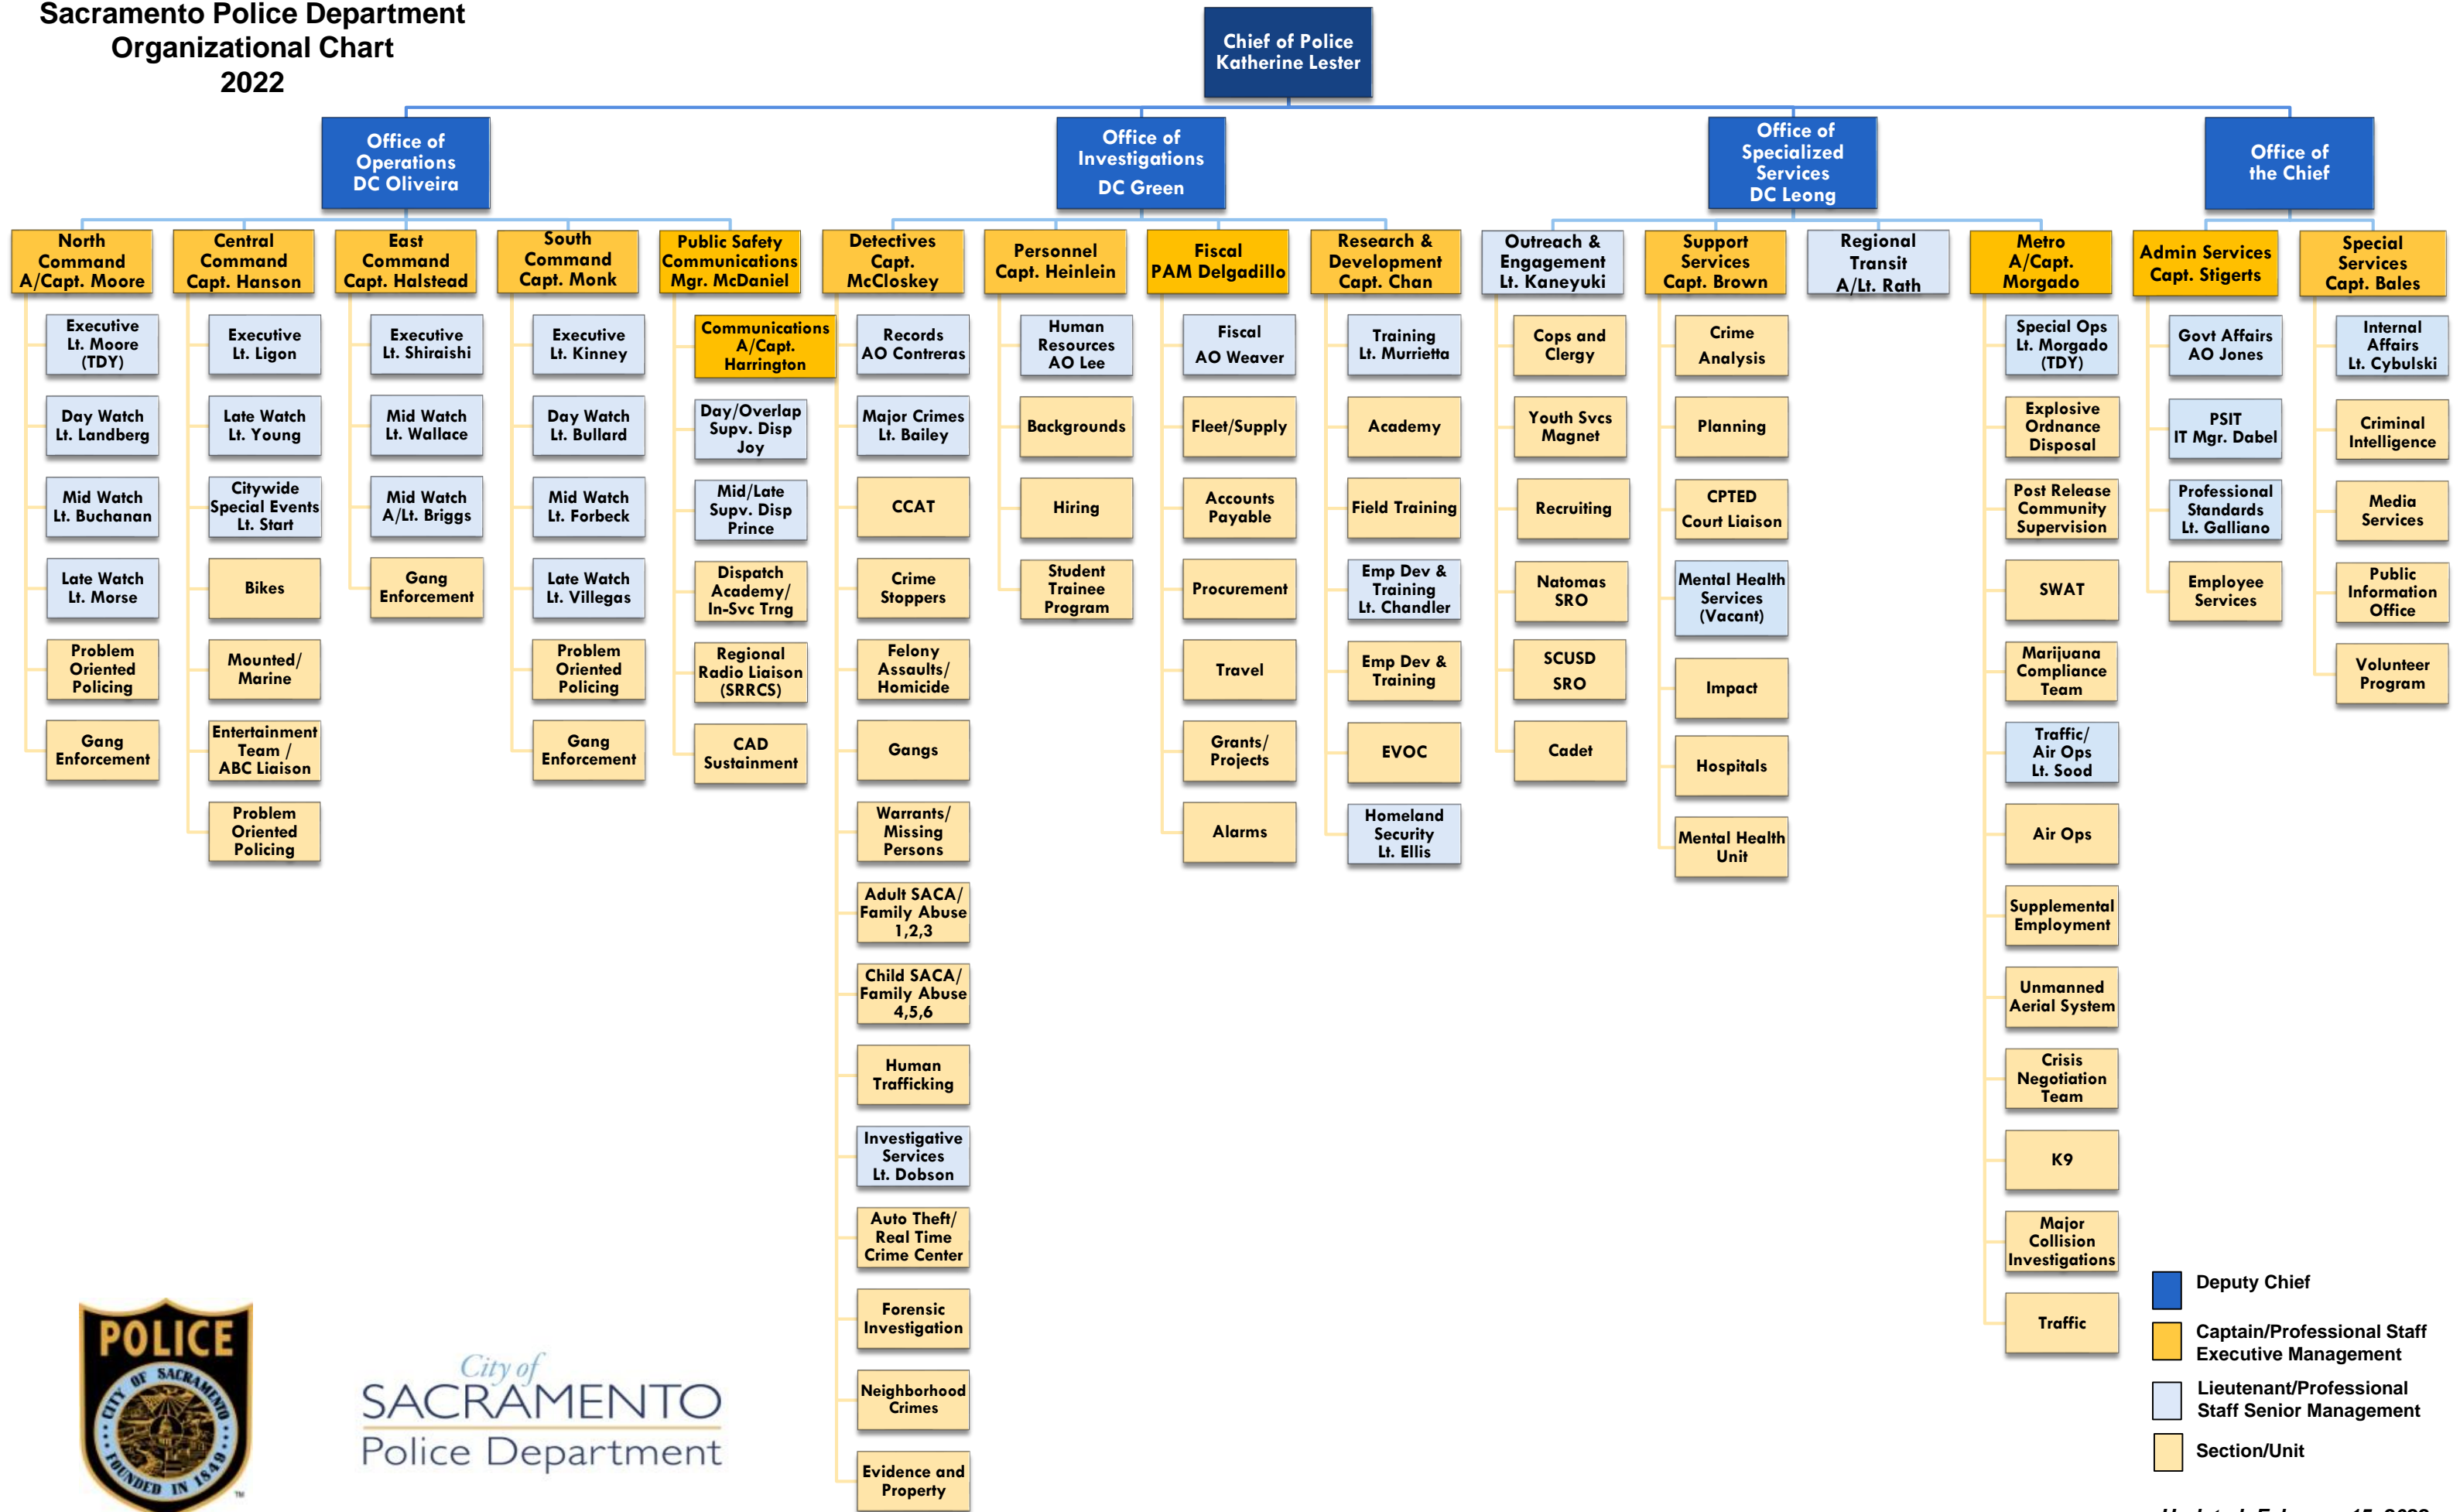 Sacramento Police Department
Organizational Chart
2022
Chief of Police
Katherine Lester
Office of
Operations
DC Oliveira
Office of
Investigations
DC Green
Office of
Specialized
Services
DC Leong
Office of
the Chief
North
Command
A/Capt. Moore
Executive
Lt. Moore
(TDY)
Day Watch
Lt. Landberg
Mid Watch
Lt. Buchanan
Late Watch
Lt. Morse
Problem
Oriented
Policing
Gang
Enforcement
Central
Command
Capt. Hanson
Executive
Lt. Ligon
Late Watch
Lt. Young
Citywide
Special Events
Lt. Start
Bikes
Mounted/
Marine
Entertainment
Team /
ABC Liaison
Problem
Oriented
Policing
East
Command
Capt. Halstead
Executive
Lt. Shiraishi
Mid Watch
Lt. Wallace
Mid Watch
A/Lt. Briggs
Gang
Enforcement
South
Command
Capt. Monk
Executive
Lt. Kinney
Day Watch
Lt. Bullard
Mid Watch
Lt. Forbeck
Late Watch
Lt. Villegas
Problem
Oriented
Policing
Gang
Enforcement
Public Safety
Communications
Mgr. McDaniel
Communications
A/Capt.
Harrington
Day/Overlap
Supv. Disp
Joy
Mid/Late
Supv. Disp
Prince
Dispatch
Academy/
In-Svc Trng
Regional
Radio Liaison
(SRRCS)
CAD
Sustainment
Detectives
Capt.
McCloskey
Records
AO Contreras
Major Crimes
Lt. Bailey
CCAT
Crime
Stoppers
Felony
Assaults/
Homicide
Gangs
Warrants/
Missing
Persons
Adult SACA/
Family Abuse
1,2,3
Child SACA/
Family Abuse
4,5,6
Human
Trafficking
Investigative
Services
Lt. Dobson
Auto Theft/
Real Time
Crime Center
Forensic
Investigation
Neighborhood
Crimes
Evidence and
Property
Personnel
Capt. Heinlein
Human
Resources
AO Lee
Backgrounds
Hiring
Student
Trainee
Program
Fiscal
PAM Delgadillo
Fiscal
AO Weaver
Fleet/Supply
Accounts
Payable
Procurement
Travel
Grants/
Projects
Alarms
Research &
Development
Capt. Chan
Training
Lt. Murrietta
Academy
Field Training
Emp Dev &
Training
Lt. Chandler
Emp Dev &
Training
EVOC
Homeland
Security
Lt. Ellis
Outreach &
Engagement
Lt. Kaneyuki
Cops and
Clergy
Youth Svcs
Magnet
Recruiting
Natomas
SRO
SCUSD
SRO
Cadet
Support
Services
Capt. Brown
Crime
Analysis
Planning
CPTED
Court Liaison
Mental Health
Services
(Vacant)
Impact
Hospitals
Mental Health
Unit
Regional
Transit
A/Lt. Rath
Metro
A/Capt.
Morgado
Special Ops
Lt. Morgado
(TDY)
Explosive
Ordnance
Disposal
Post Release
Community
Supervision
SWAT
Marijuana
Compliance
Team
Traffic/
Air Ops
Lt. Sood
Air Ops
Supplemental
Employment
Unmanned
Aerial System
Crisis
Negotiation
Team
K9
Major
Collision
Investigations
Traffic
Admin Services
Capt. Stigerts
Govt Affairs
AO Jones
PSIT
IT Mgr. Dabel
Professional
Standards
Lt. Galliano
Employee
Services
Special
Services
Capt. Bales
Internal
Affairs
Lt. Cybulski
Criminal
Intelligence
Media
Services
Public
Information
Office
Volunteer
Program
Deputy Chief
Captain/Professional Staff
Executive Management
Lieutenant/Professional
Staff Senior Management
Section/Unit
POLICE
CITY OF SACRAMENTO
FOUNDED IN 1849
TM
City of
SACRAMENTO
Police Department